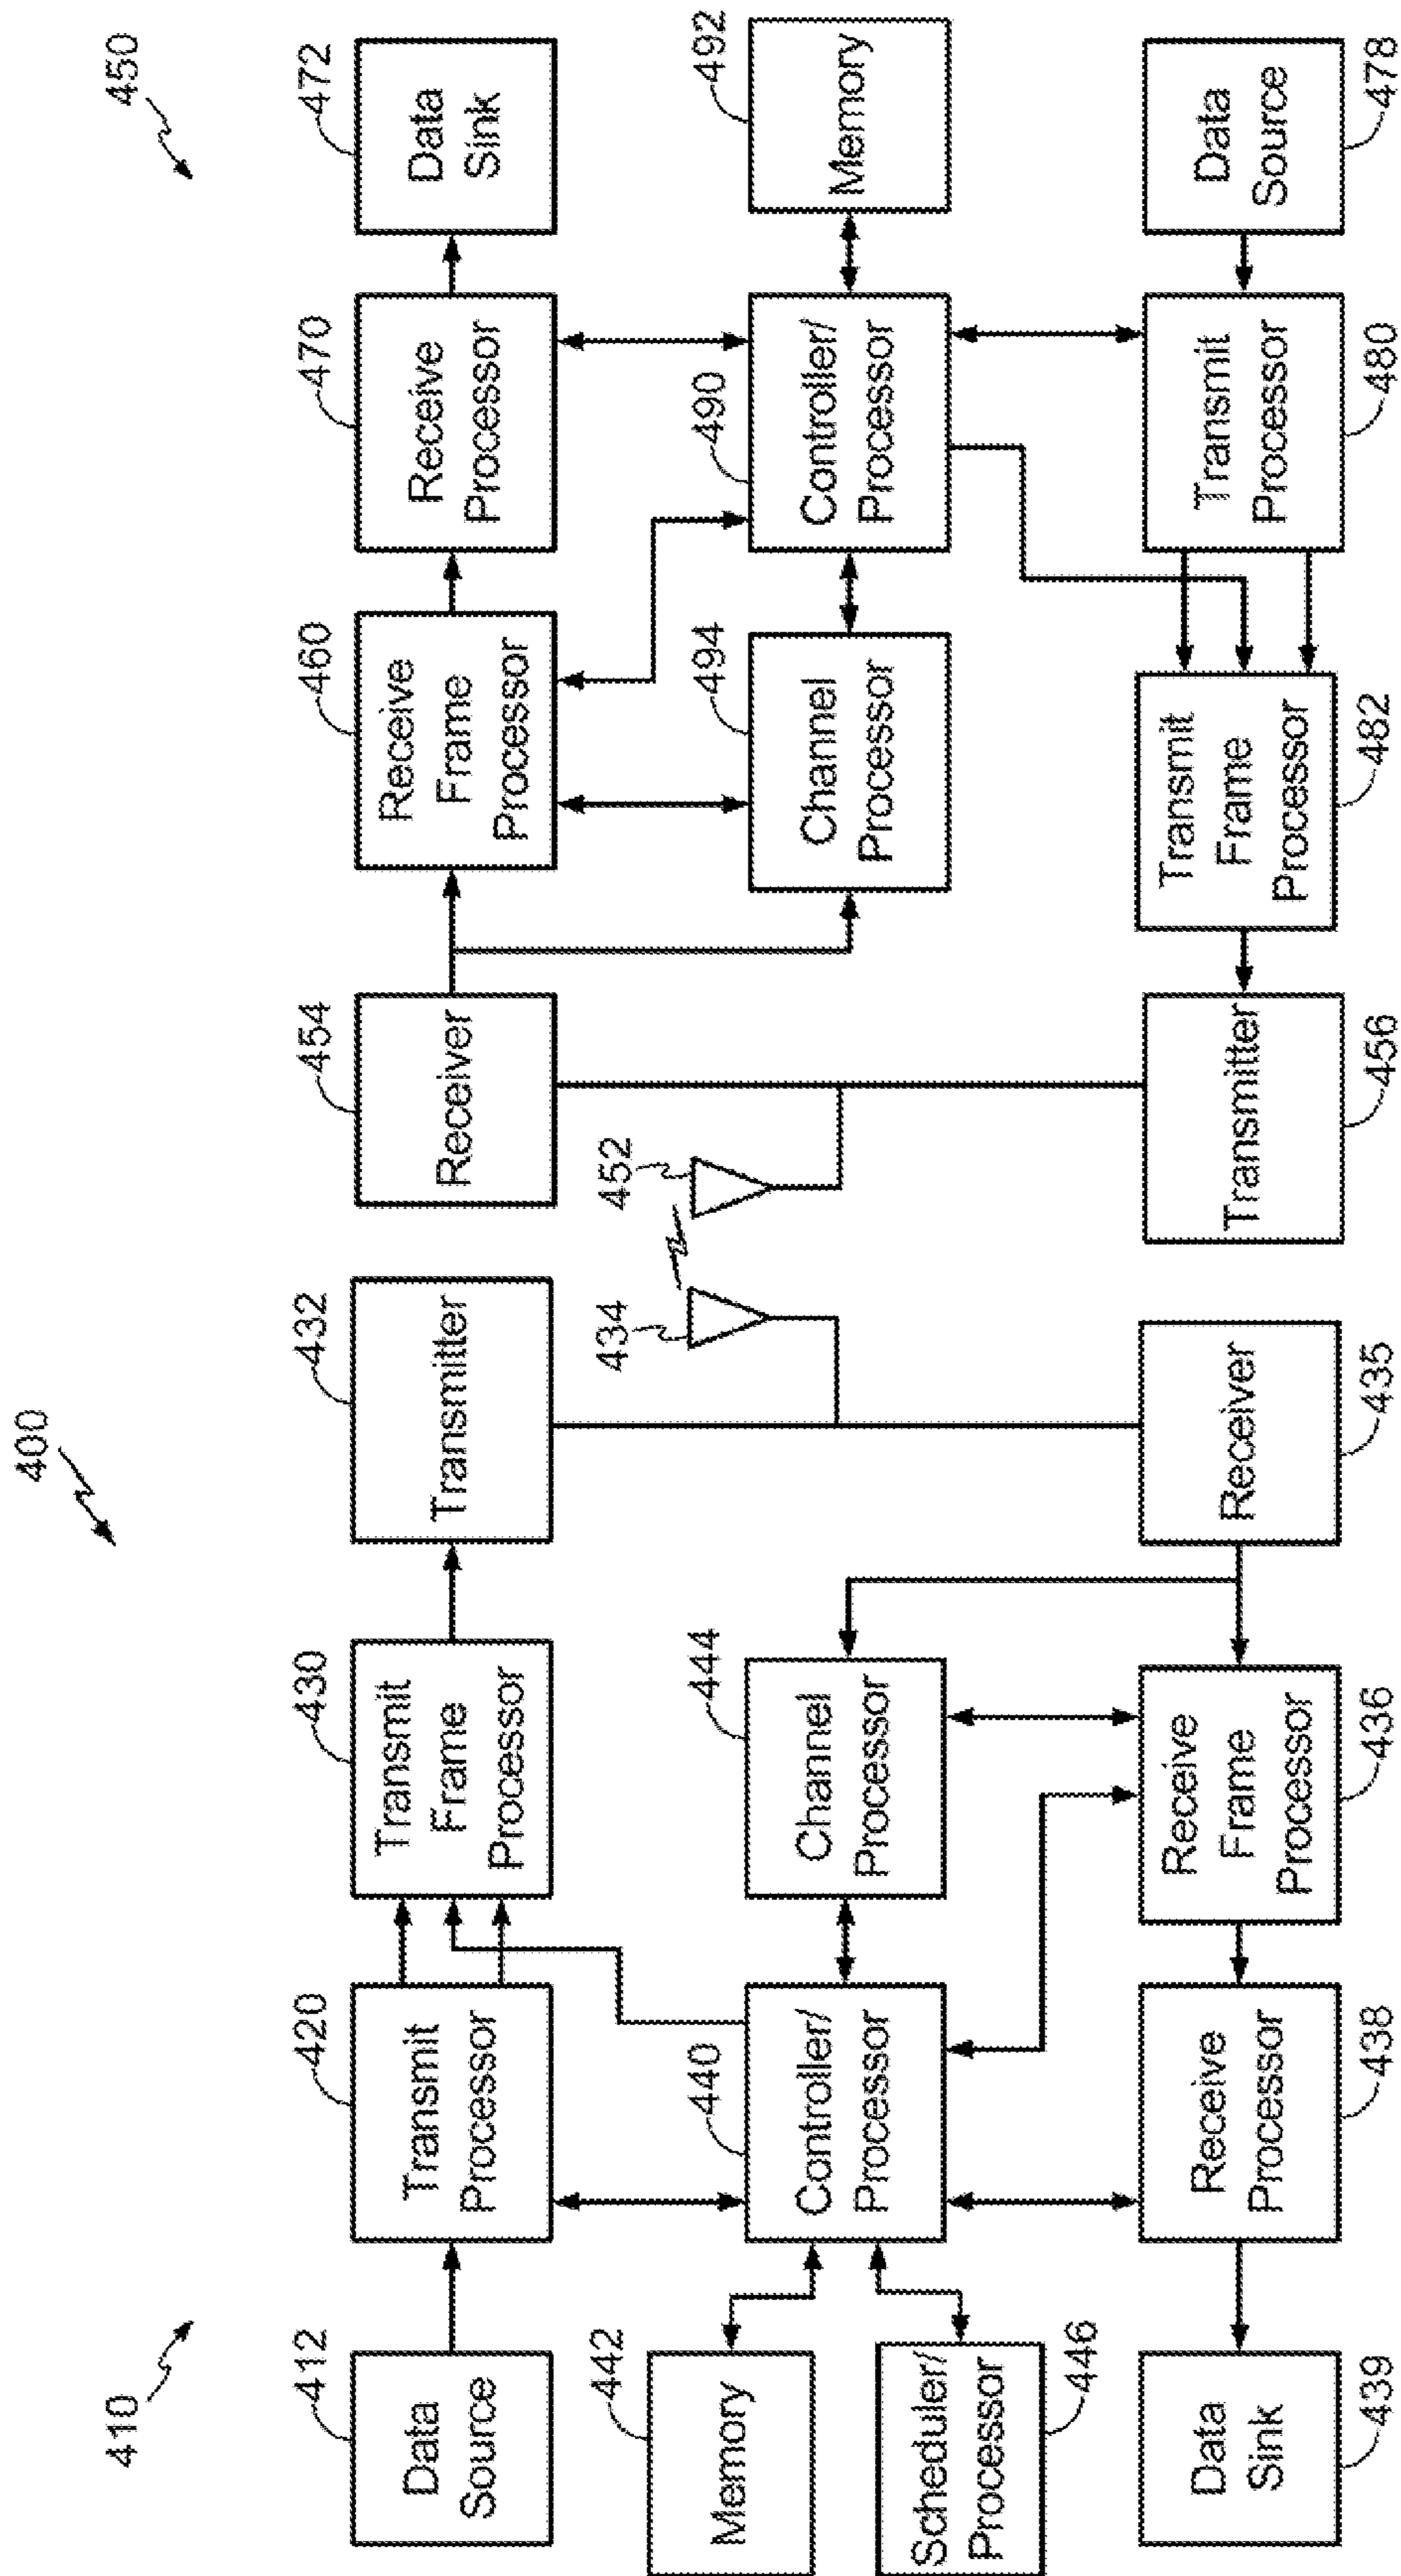 400
410
450
412
Data
Source
420
Transmit
Processor
430
Transmit
Frame
Processor
432
Transmitter
454
Receiver
460
Receive
Frame
Processor
470
Receive
Processor
472
Data
Sink
434
452
442
Memory
440
Controller/
Processor
444
Channel
Processor
494
Channel
Processor
490
Controller/
Processor
492
Memory
Scheduler/
Processor
446
Data
Sink
439
Receive
Processor
438
Receive
Frame
Processor
436
Receiver
435
Transmitter
456
Transmit
Frame
Processor
482
Transmit
Processor
480
Data
Source
478